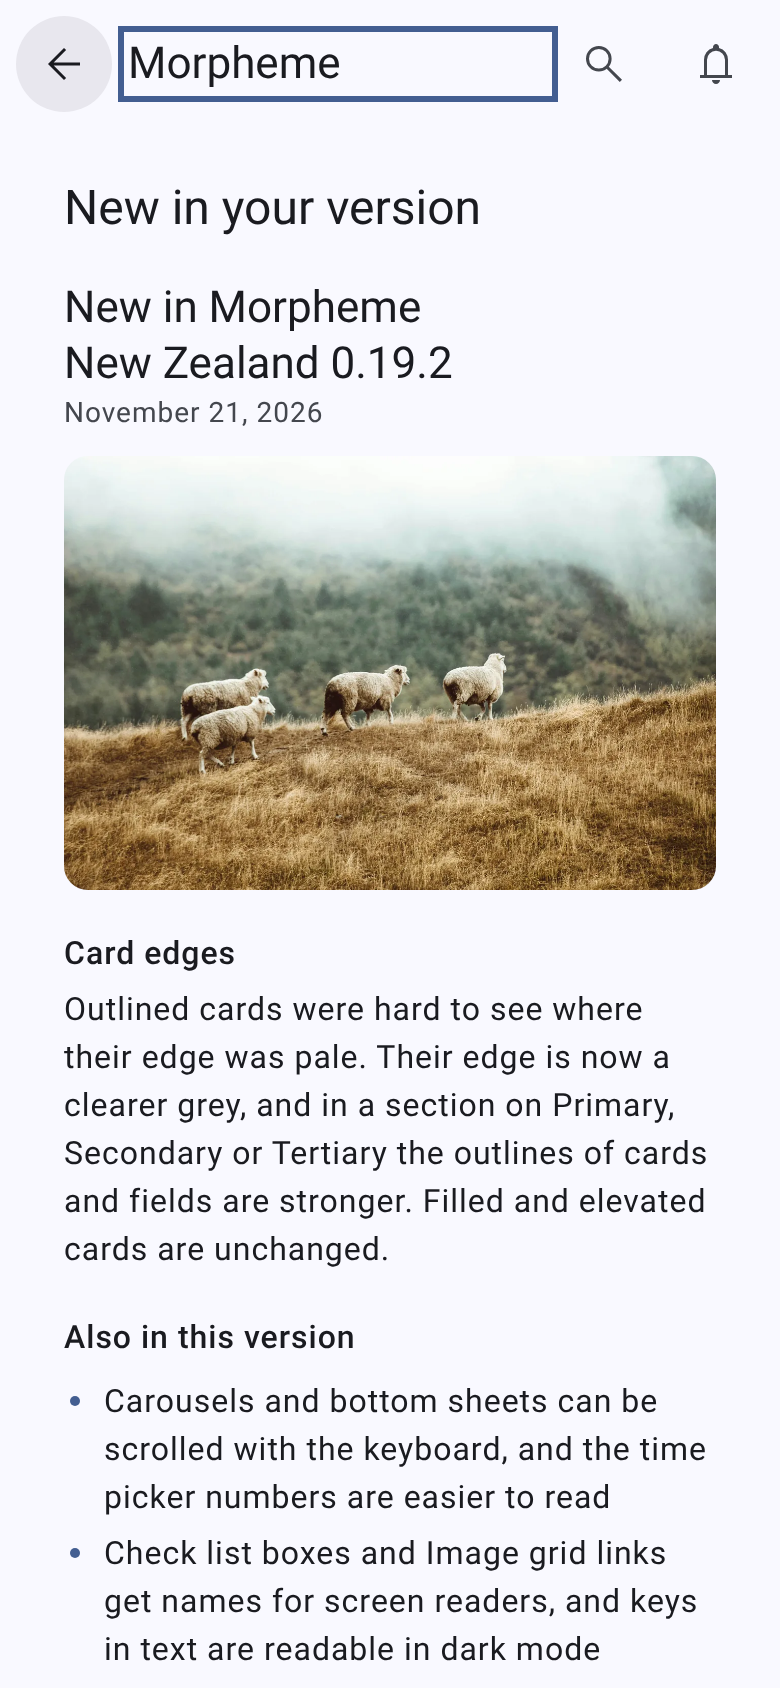 Morpheme
New in your version
New in Morpheme
New Zealand 0.19.2
November 21, 2026
Card edges
Outlined cards were hard to see where
their edge was pale. Their edge is now a
clearer grey, and in a section on Primary,
Secondary or Tertiary the outlines of cards
and fields are stronger. Filled and elevated
cards are unchanged.
Also in this version
• Carousels and bottom sheets can be
scrolled with the keyboard, and the time
picker numbers are easier to read
• Check list boxes and Image grid links
get names for screen readers, and keys
in text are readable in dark mode